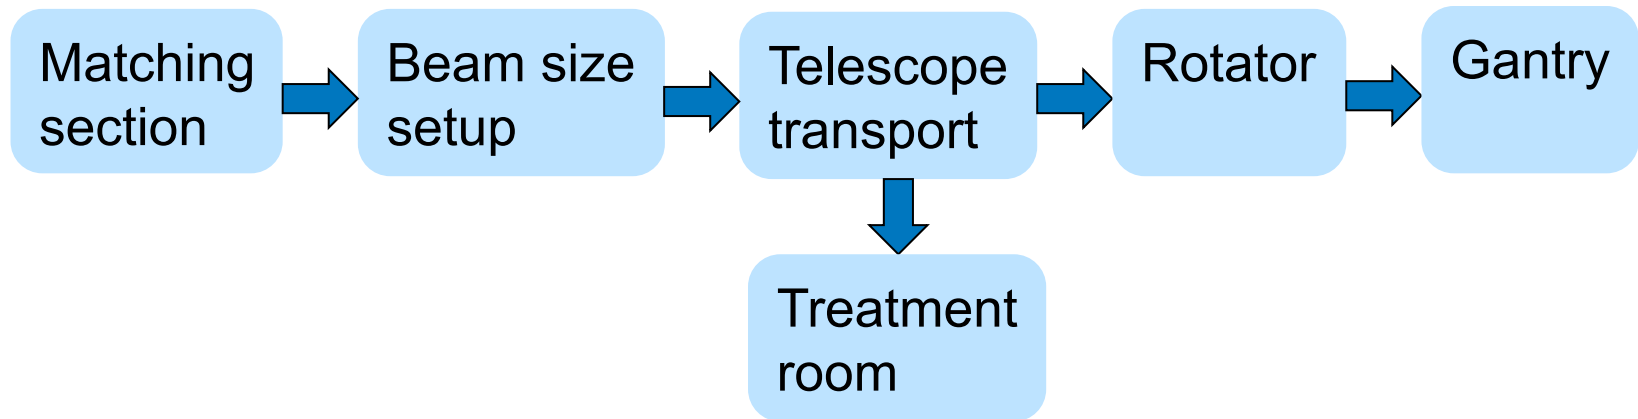 Matching
section
Beam size
setup
Telescope
transport
Rotator
Gantry
Treatment
room